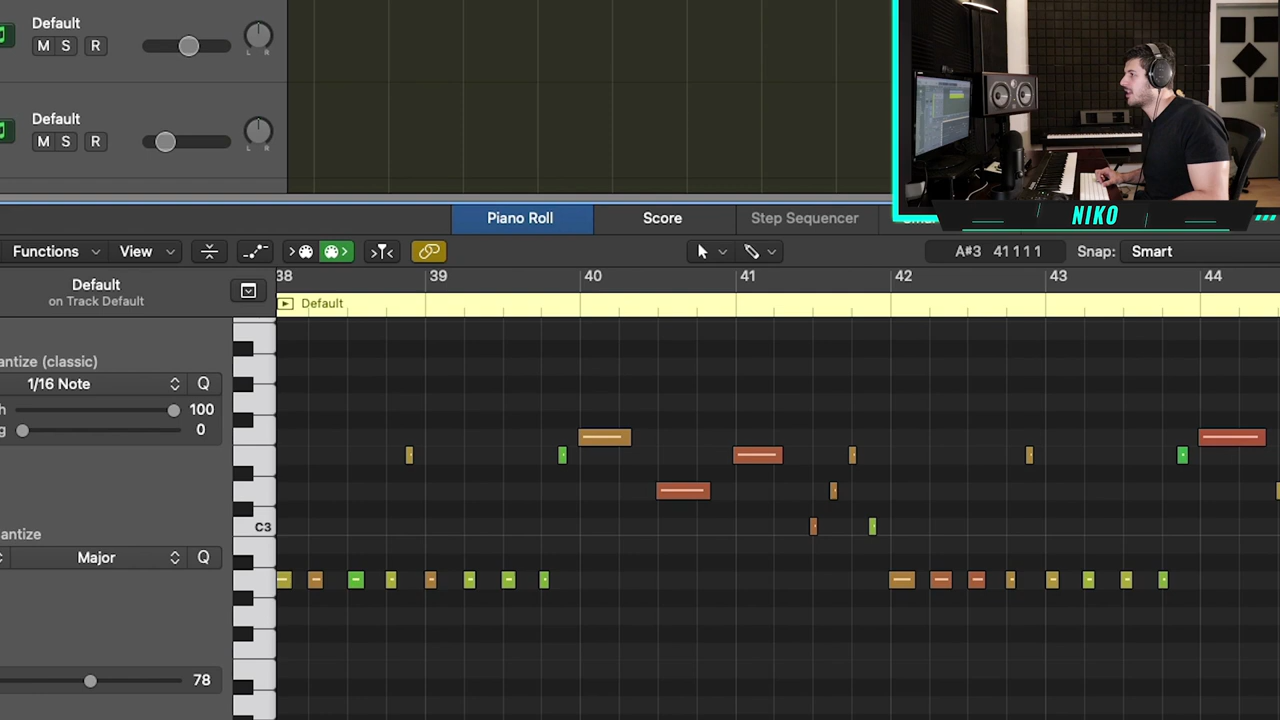 Default
M S R
L R
Default
M S R
L R
NIKO
Piano Roll
Score
Step Sequencer
Functions
View
A#3 41 1 1 1
Snap: Smart
38 39 40 41 42 43 44
Default
on Track Default
Default
antize (classic)
1/16 Note
Q
h
100
g
0
C3
antize
Major
Q
78